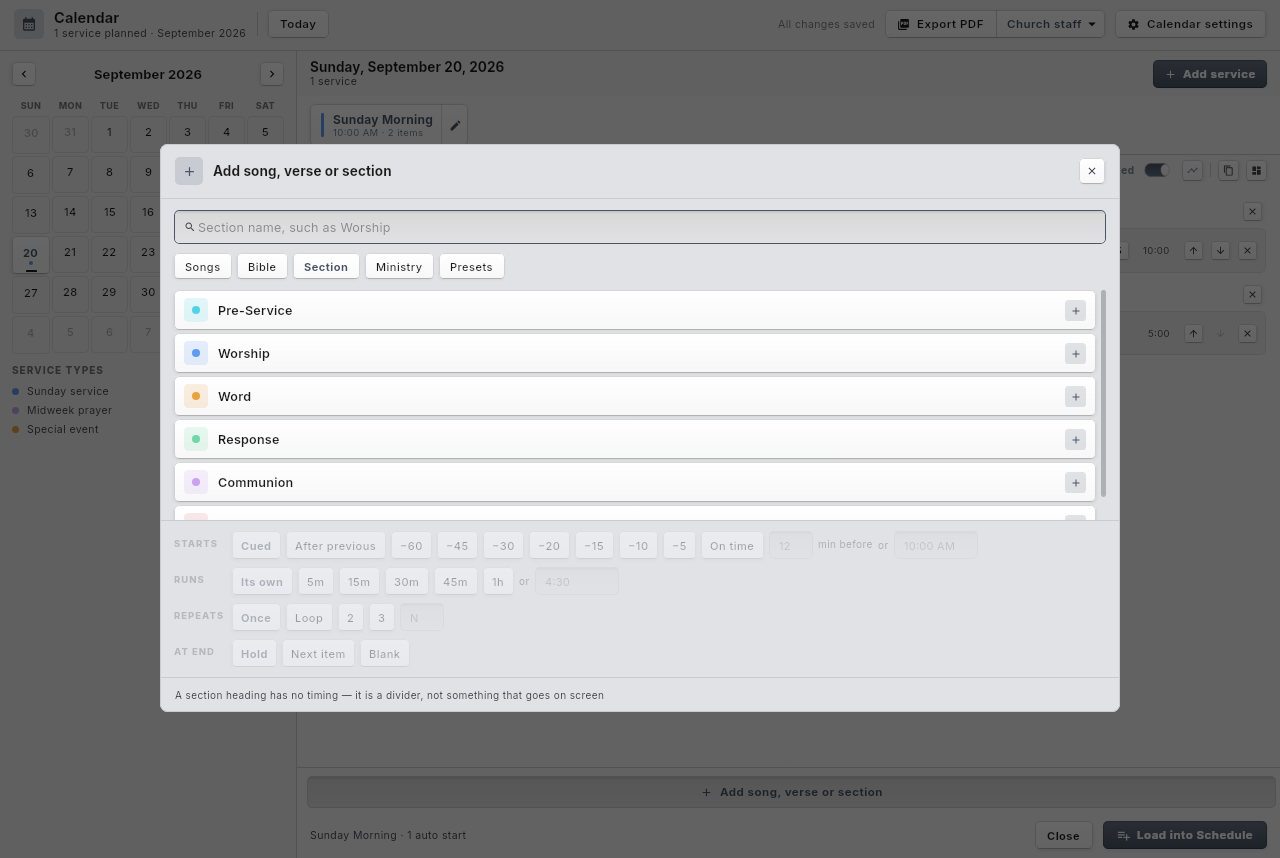 Calendar
1 service planned · September 2026
Today
All changes saved
Export PDF
Church staff
Calendar settings
September 2026
SUN MON TUE WED THU FRI SAT
30 31 1 2 3 4 5
6 7 8 9
13 14 15 16
20 21 22 23
27 28 29 30
4 5 6 7
SERVICE TYPES
Sunday service
Midweek prayer
Special event
Sunday, September 20, 2026
1 service
Add service
Sunday Morning
10:00 AM · 2 items
10:00
5:00
Add song, verse or section
Section name, such as Worship
Songs Bible Section Ministry Presets
Pre-Service
Worship
Word
Response
Communion
STARTS Cued After previous −60 −45 −30 −20 −15 −10 −5 On time 12 min before or 10:00 AM
RUNS Its own 5m 15m 30m 45m 1h or 4:30
REPEATS Once Loop 2 3 N
AT END Hold Next item Blank
A section heading has no timing — it is a divider, not something that goes on screen
Add song, verse or section
Sunday Morning · 1 auto start
Close
Load into Schedule